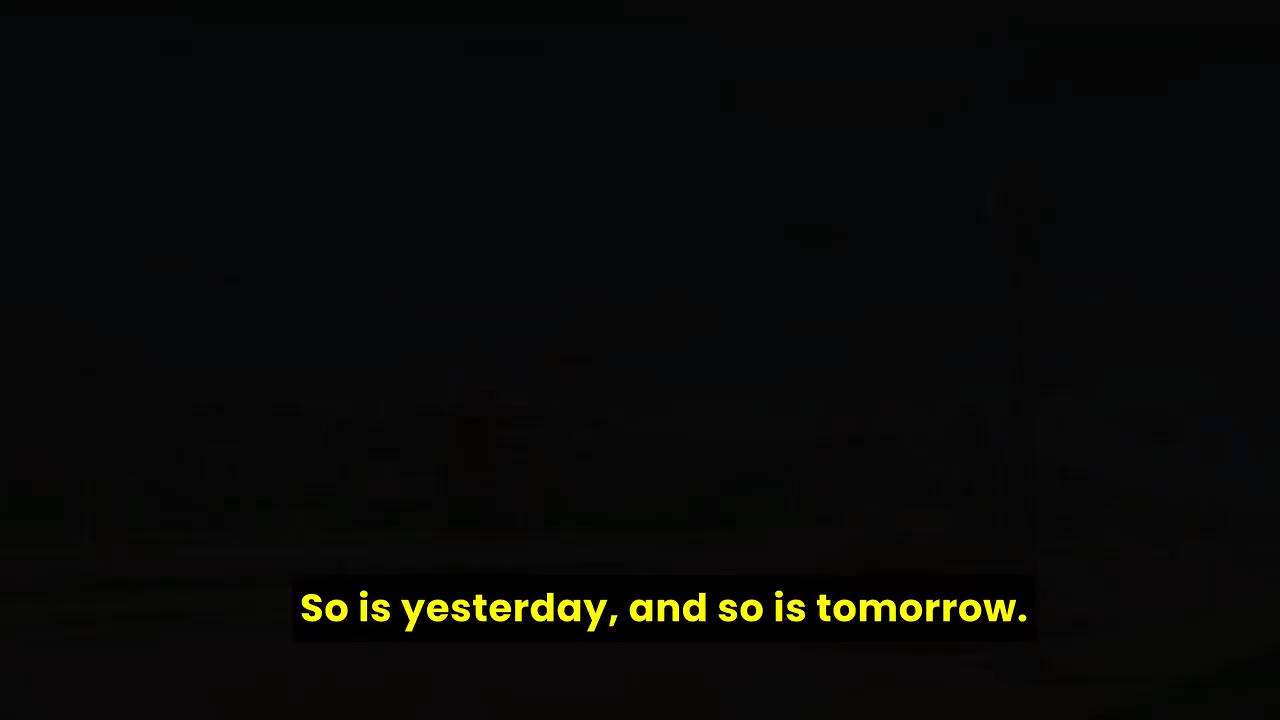 So is yesterday, and so is tomorrow.